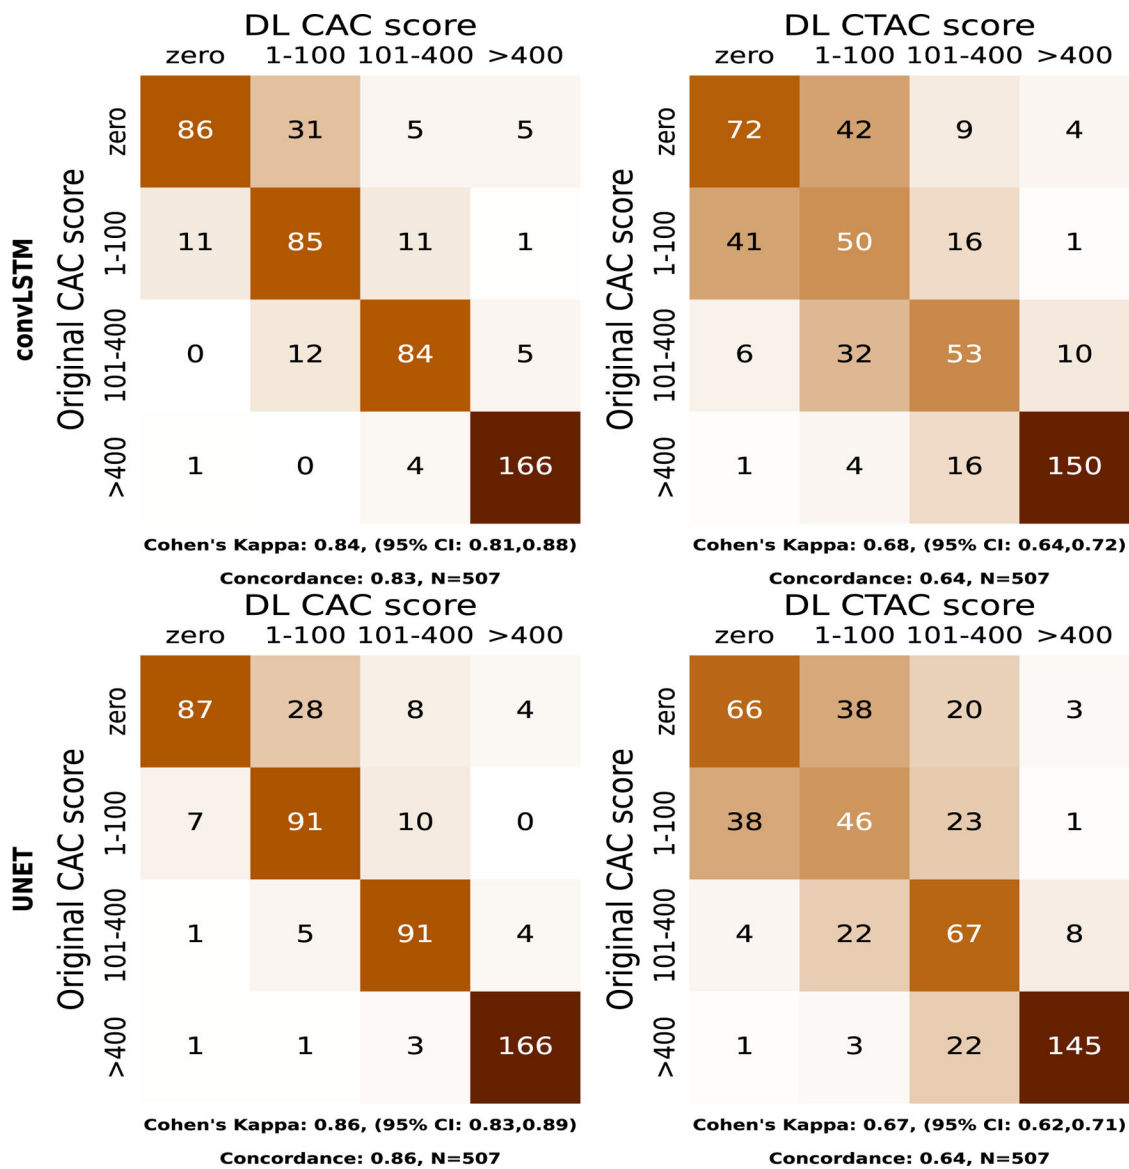 DL CAC score
zero 1-100 101-400 >400
convLSTM
Original CAC score
zero 86 31 5 5
1-100 11 85 11 1
101-400 0 12 84 5
>400 1 0 4 166
Cohen's Kappa: 0.84, (95% CI: 0.81,0.88)
Concordance: 0.83, N=507
DL CTAC score
zero 1-100 101-400 >400
Original CAC score
zero 72 42 9 4
1-100 41 50 16 1
101-400 6 32 53 10
>400 1 4 16 150
Cohen's Kappa: 0.68, (95% CI: 0.64,0.72)
Concordance: 0.64, N=507
DL CAC score
zero 1-100 101-400 >400
UNET
Original CAC score
zero 87 28 8 4
1-100 7 91 10 0
101-400 1 5 91 4
>400 1 1 3 166
Cohen's Kappa: 0.86, (95% CI: 0.83,0.89)
Concordance: 0.86, N=507
DL CTAC score
zero 1-100 101-400 >400
Original CAC score
zero 66 38 20 3
1-100 38 46 23 1
101-400 4 22 67 8
>400 1 3 22 145
Cohen's Kappa: 0.67, (95% CI: 0.62,0.71)
Concordance: 0.64, N=507